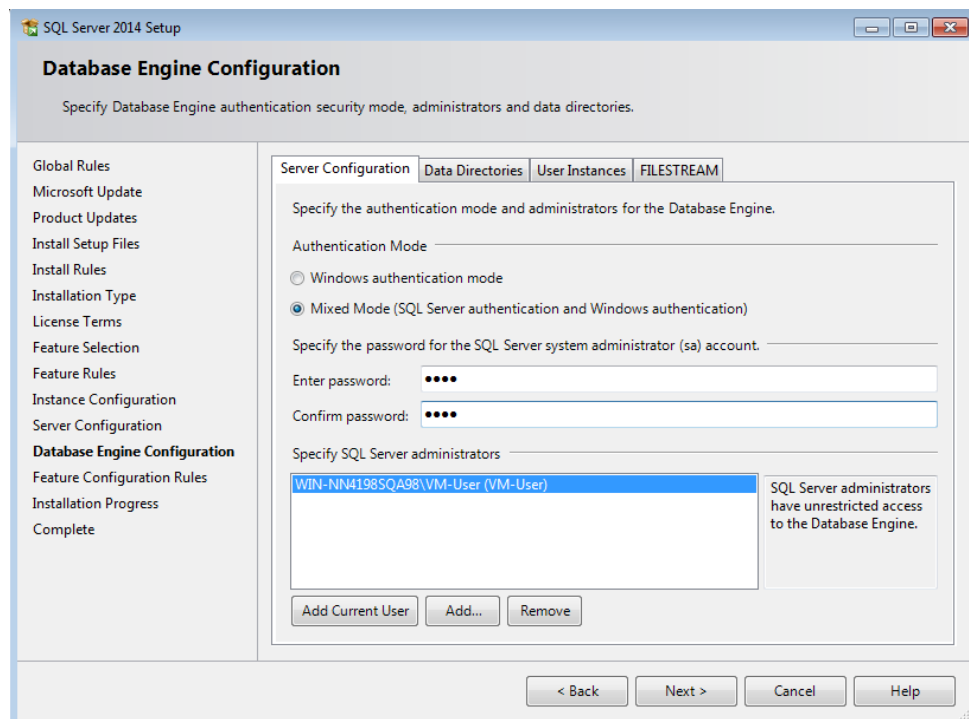 SQL Server 2014 Setup
Database Engine Configuration
Specify Database Engine authentication security mode, administrators and data directories.
Global Rules
Microsoft Update
Product Updates
Install Setup Files
Install Rules
Installation Type
License Terms
Feature Selection
Feature Rules
Instance Configuration
Server Configuration
Database Engine Configuration
Feature Configuration Rules
Installation Progress
Complete
Server Configuration Data Directories User Instances FILESTREAM
Specify the authentication mode and administrators for the Database Engine.
Authentication Mode
Windows authentication mode
Mixed Mode (SQL Server authentication and Windows authentication)
Specify the password for the SQL Server system administrator (sa) account.
Enter password: ●●●●
Confirm password: ●●●●
Specify SQL Server administrators
WIN-NN4198SQA98\VM-User (VM-User)
SQL Server administrators
have unrestricted access
to the Database Engine.
Add Current User Add... Remove
< Back Next > Cancel Help